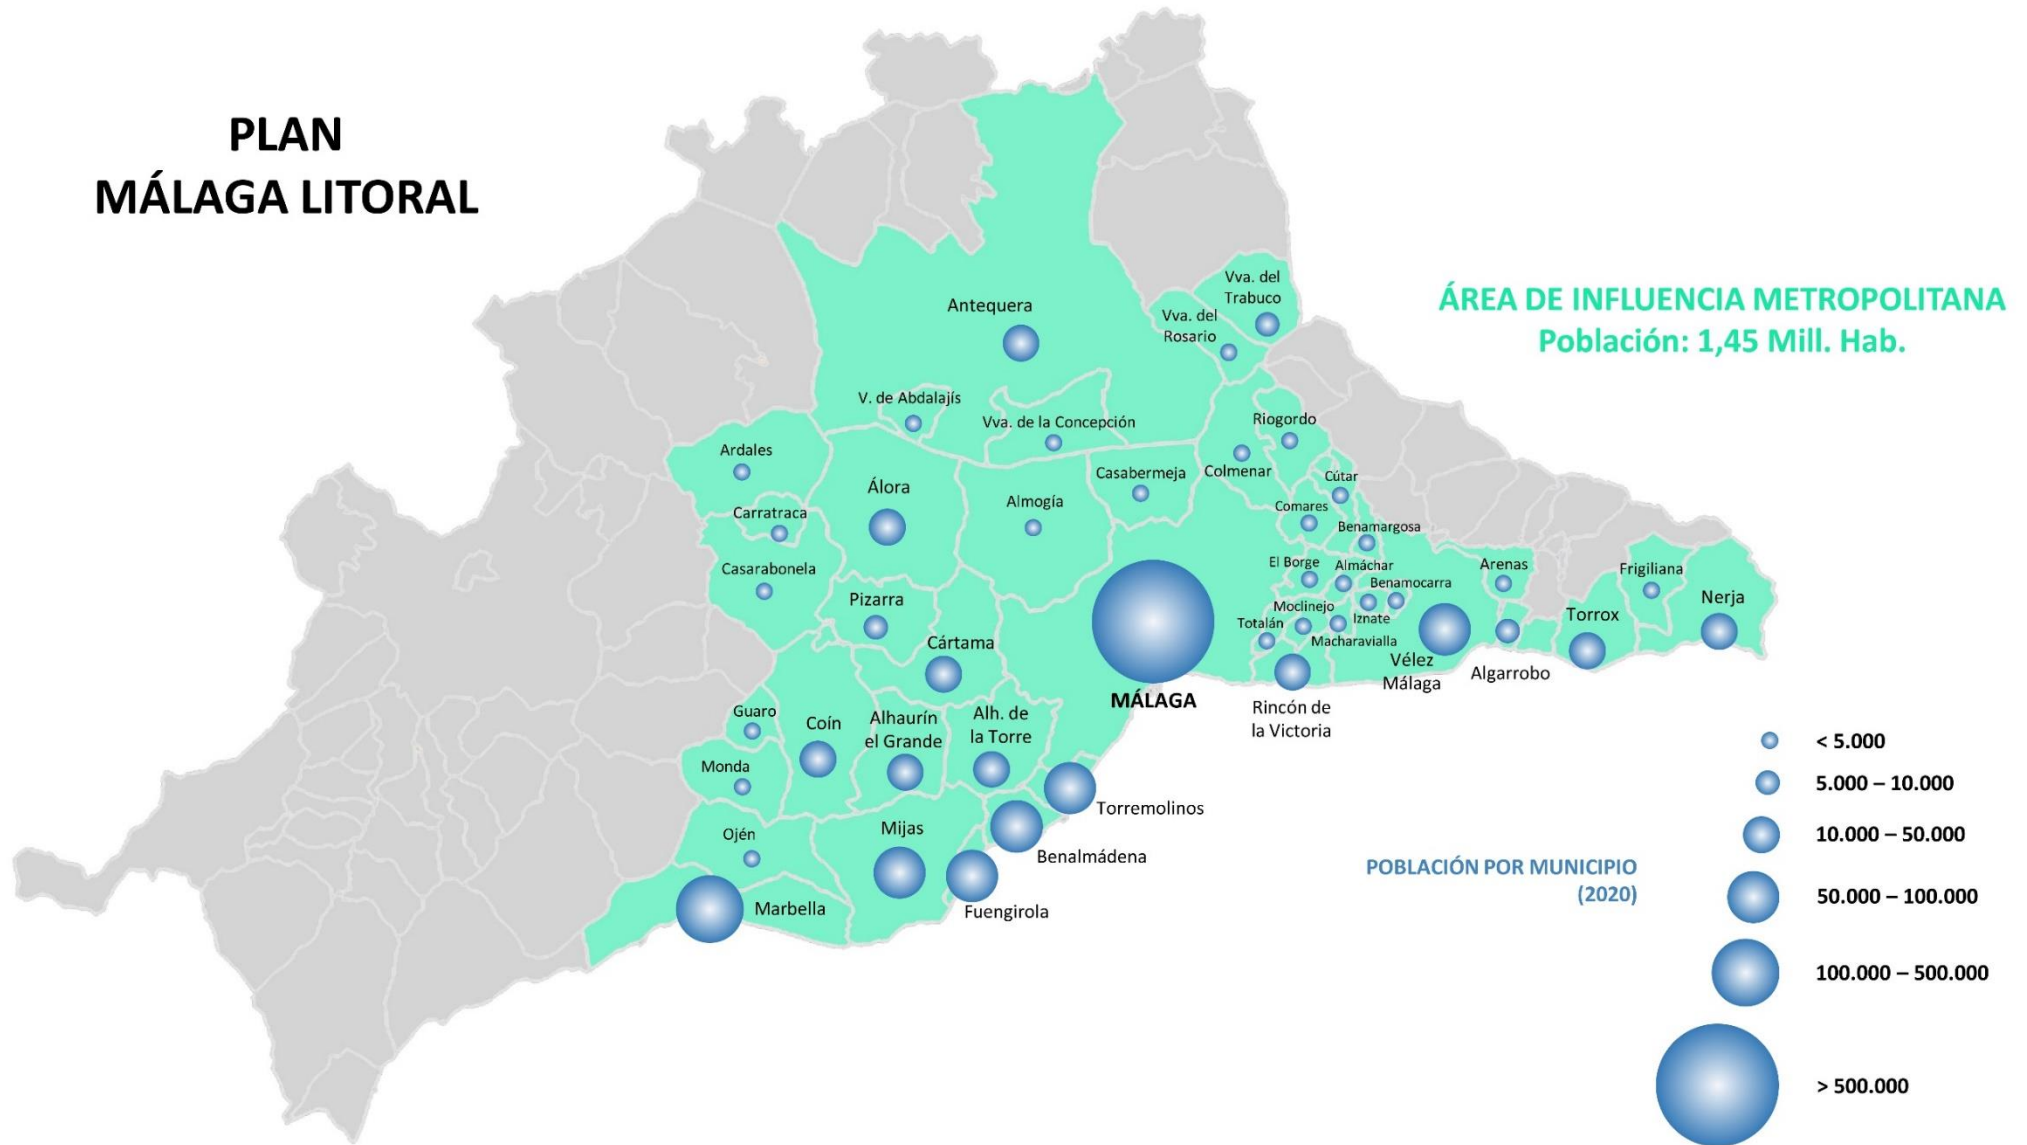 PLAN
MÁLAGA LITORAL
ÁREA DE INFLUENCIA METROPOLITANA
Población: 1,45 Mill. Hab.
Vva. del
Trabuco
Antequera
Vva. del
Rosario
V. de Abdalajís
Vva. de la Concepción
Riogordo
Ardales
Casabermeja
Colmenar
Cútar
Álora
Almogía
Carratraca
Comares
Benamargosa
Casarabonela
El Borge
Almáchar
Arenas
Frigiliana
Benamocarra
Pizarra
Moclinejo
Iznate
Nerja
Totalán
Macharavialla
Torrox
Cártama
Vélez
Málaga
Algarrobo
MÁLAGA
Rincón de
la Victoria
Guaro
Coín
Alhaurín
el Grande
Alh. de
la Torre
Monda
Torremolinos
Ojén
Mijas
Benalmádena
Marbella
Fuengirola
POBLACIÓN POR MUNICIPIO
(2020)
< 5.000
5.000 – 10.000
10.000 – 50.000
50.000 – 100.000
100.000 – 500.000
> 500.000